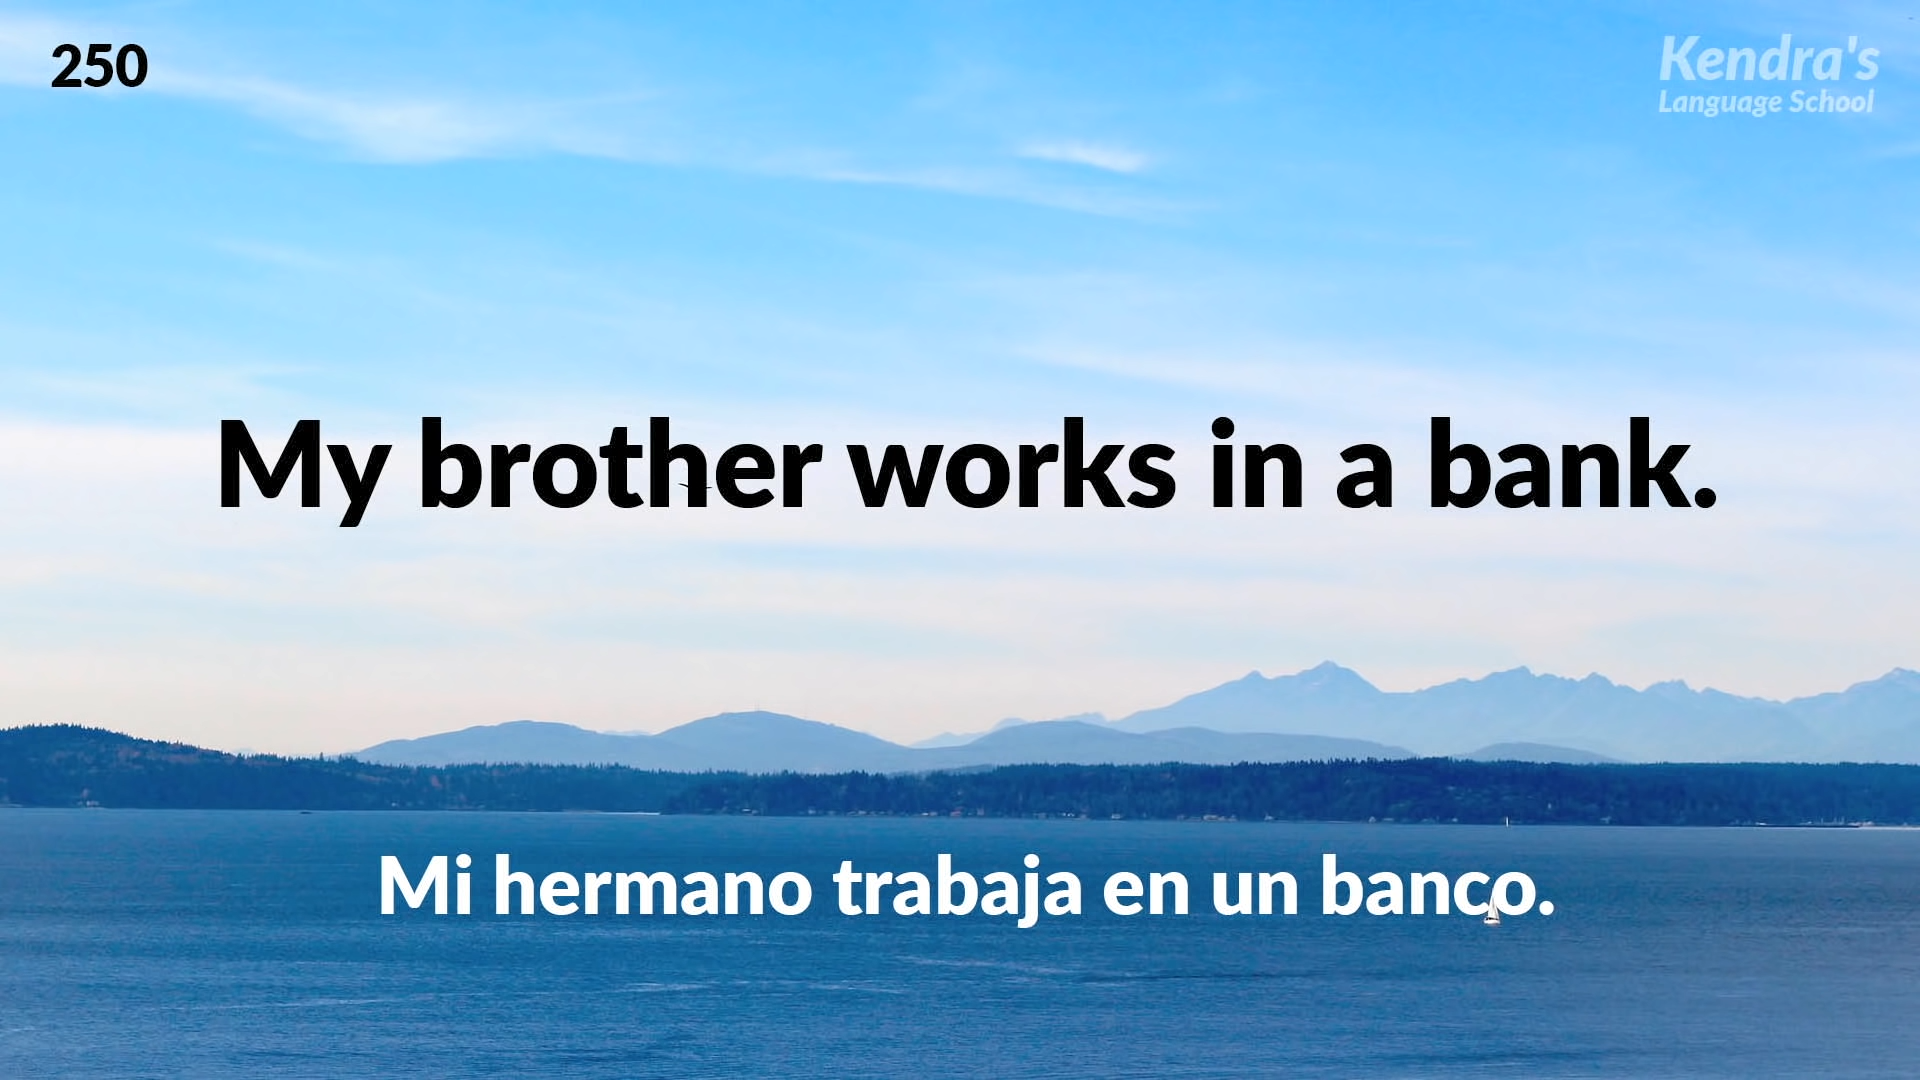 250
Kendra's
Language School
My brother works in a bank.
Mi hermano trabaja en un banco.